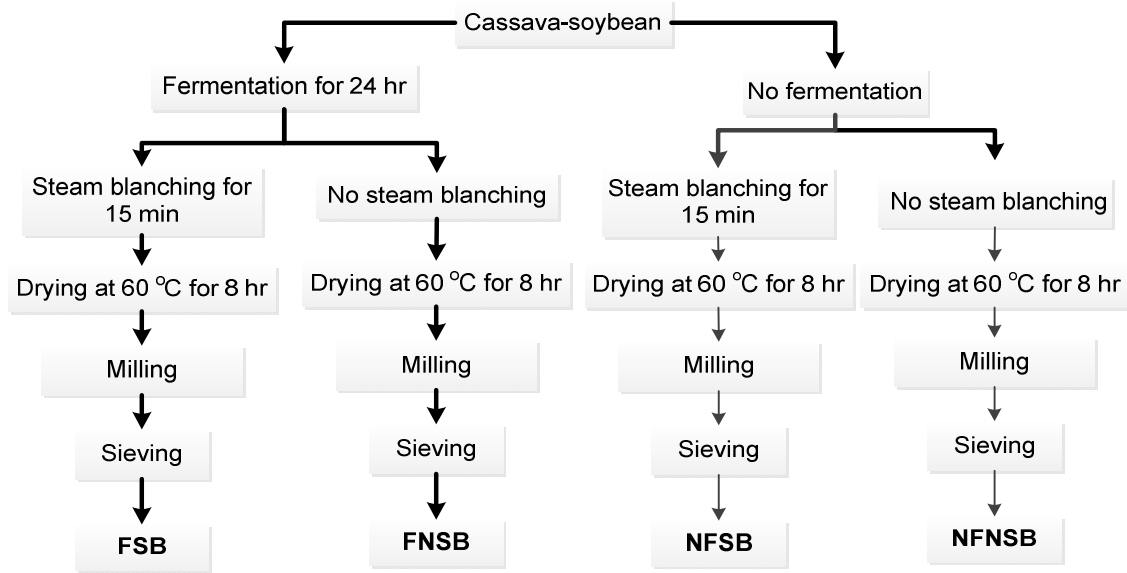 Cassava-soybean
Fermentation for 24 hr
No fermentation
Steam blanching for
15 min
No steam blanching
Steam blanching for
15 min
No steam blanching
Drying at 60 °C for 8 hr
Drying at 60 °C for 8 hr
Drying at 60 °C for 8 hr
Drying at 60 °C for 8 hr
Milling
Milling
Milling
Milling
Sieving
Sieving
Sieving
Sieving
FSB
FNSB
NFSB
NFNSB